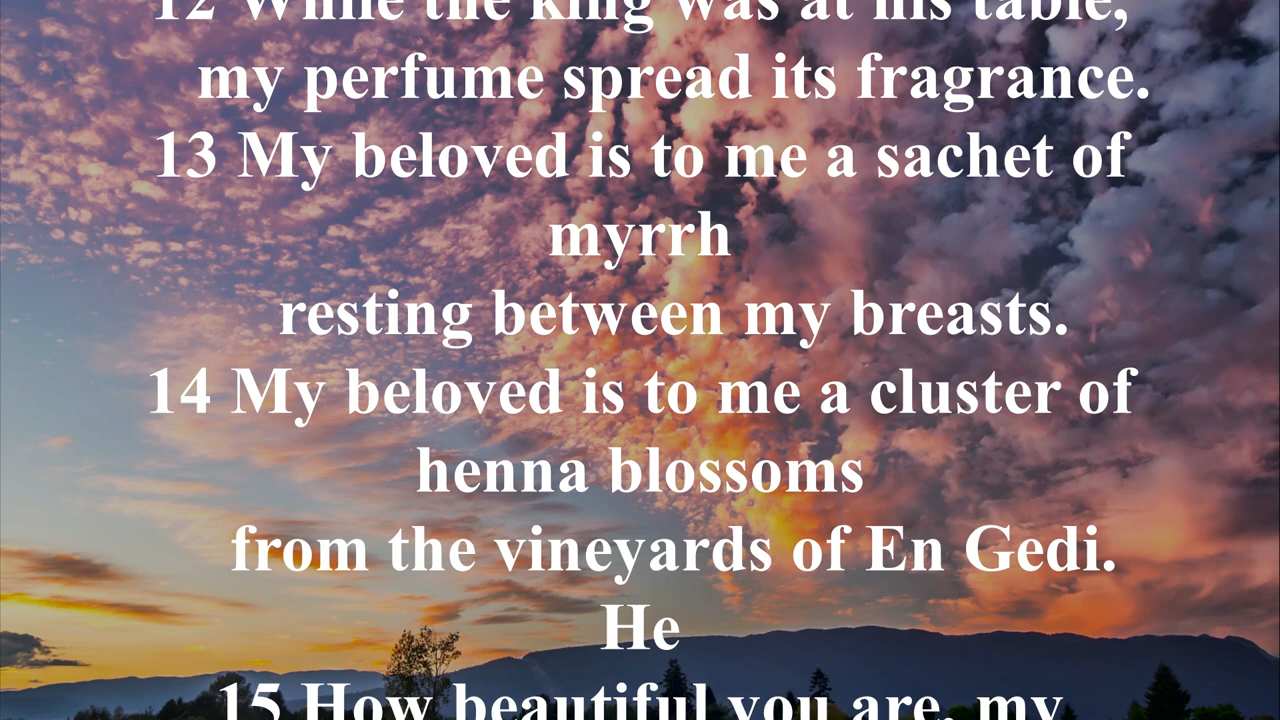 12 While the king was at his table,
my perfume spread its fragrance.
13 My beloved is to me a sachet of
myrrh
resting between my breasts.
14 My beloved is to me a cluster of
henna blossoms
from the vineyards of En Gedi.
He
15 How beautiful you are, my